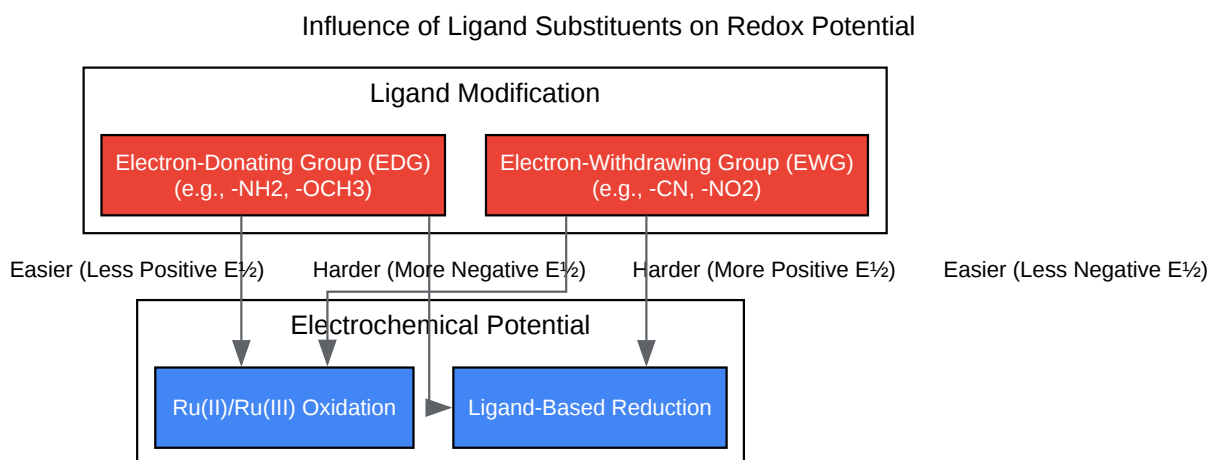 Influence of Ligand Substituents on Redox Potential
Ligand Modification
Electron-Donating Group (EDG)
(e.g., -NH2, -OCH3)
Electron-Withdrawing Group (EWG)
(e.g., -CN, -NO2)
Easier (Less Positive E½)
Harder (More Negative E½)
Harder (More Positive E½)
Easier (Less Negative E½)
Electrochemical Potential
Ru(II)/Ru(III) Oxidation
Ligand-Based Reduction